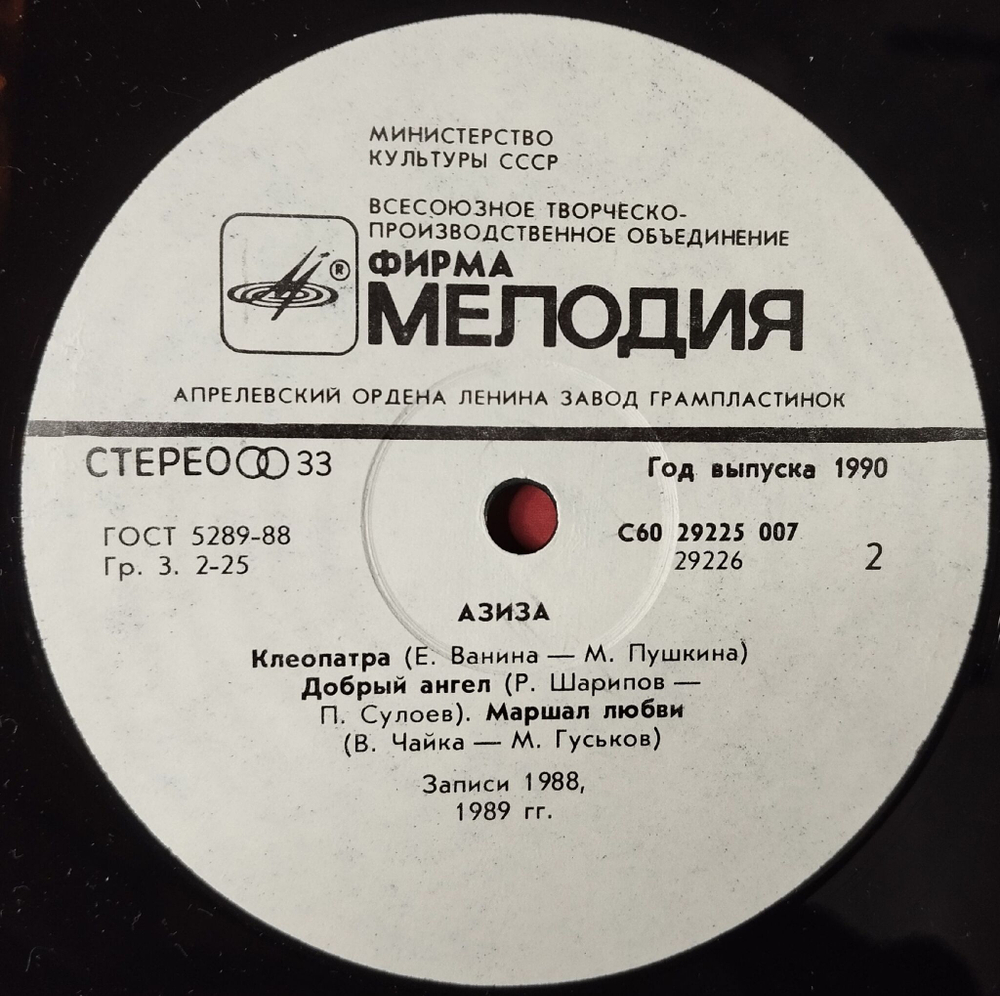 МИНИСТЕРСТВО
КУЛЬТУРЫ СССР
ВСЕСОЮЗНОЕ ТВОРЧЕСКО-
ПРОИЗВОДСТВЕННОЕ ОБЪЕДИНЕНИЕ
®
ФИРМА
МЕЛОДИЯ
АПРЕЛЕВСКИЙ ОРДЕНА ЛЕНИНА ЗАВОД ГРАМПЛАСТИНОК
СТЕРЕО 33
Год выпуска 1990
ГОСТ 5289-88
Гр. 3. 2-25
С60 29225 007
29226
2
АЗИЗА
Клеопатра (Е. Ванина — М. Пушкина)
Добрый ангел (Р. Шарипов —
П. Сулоев). Маршал любви
(В. Чайка — М. Гуськов)
Записи 1988,
1989 гг.